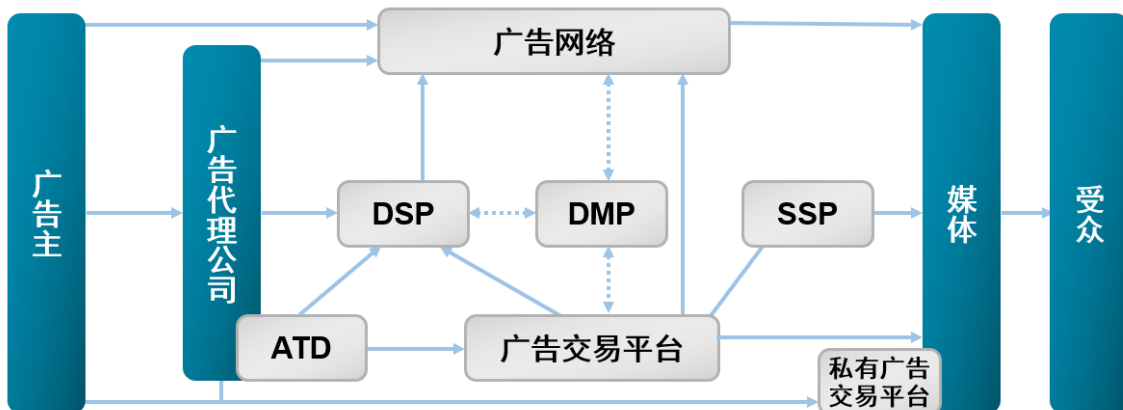 广告主
广告代理公司
广告网络
DSP
DMP
SSP
ATD
广告交易平台
私有广告
交易平台
媒体
受众